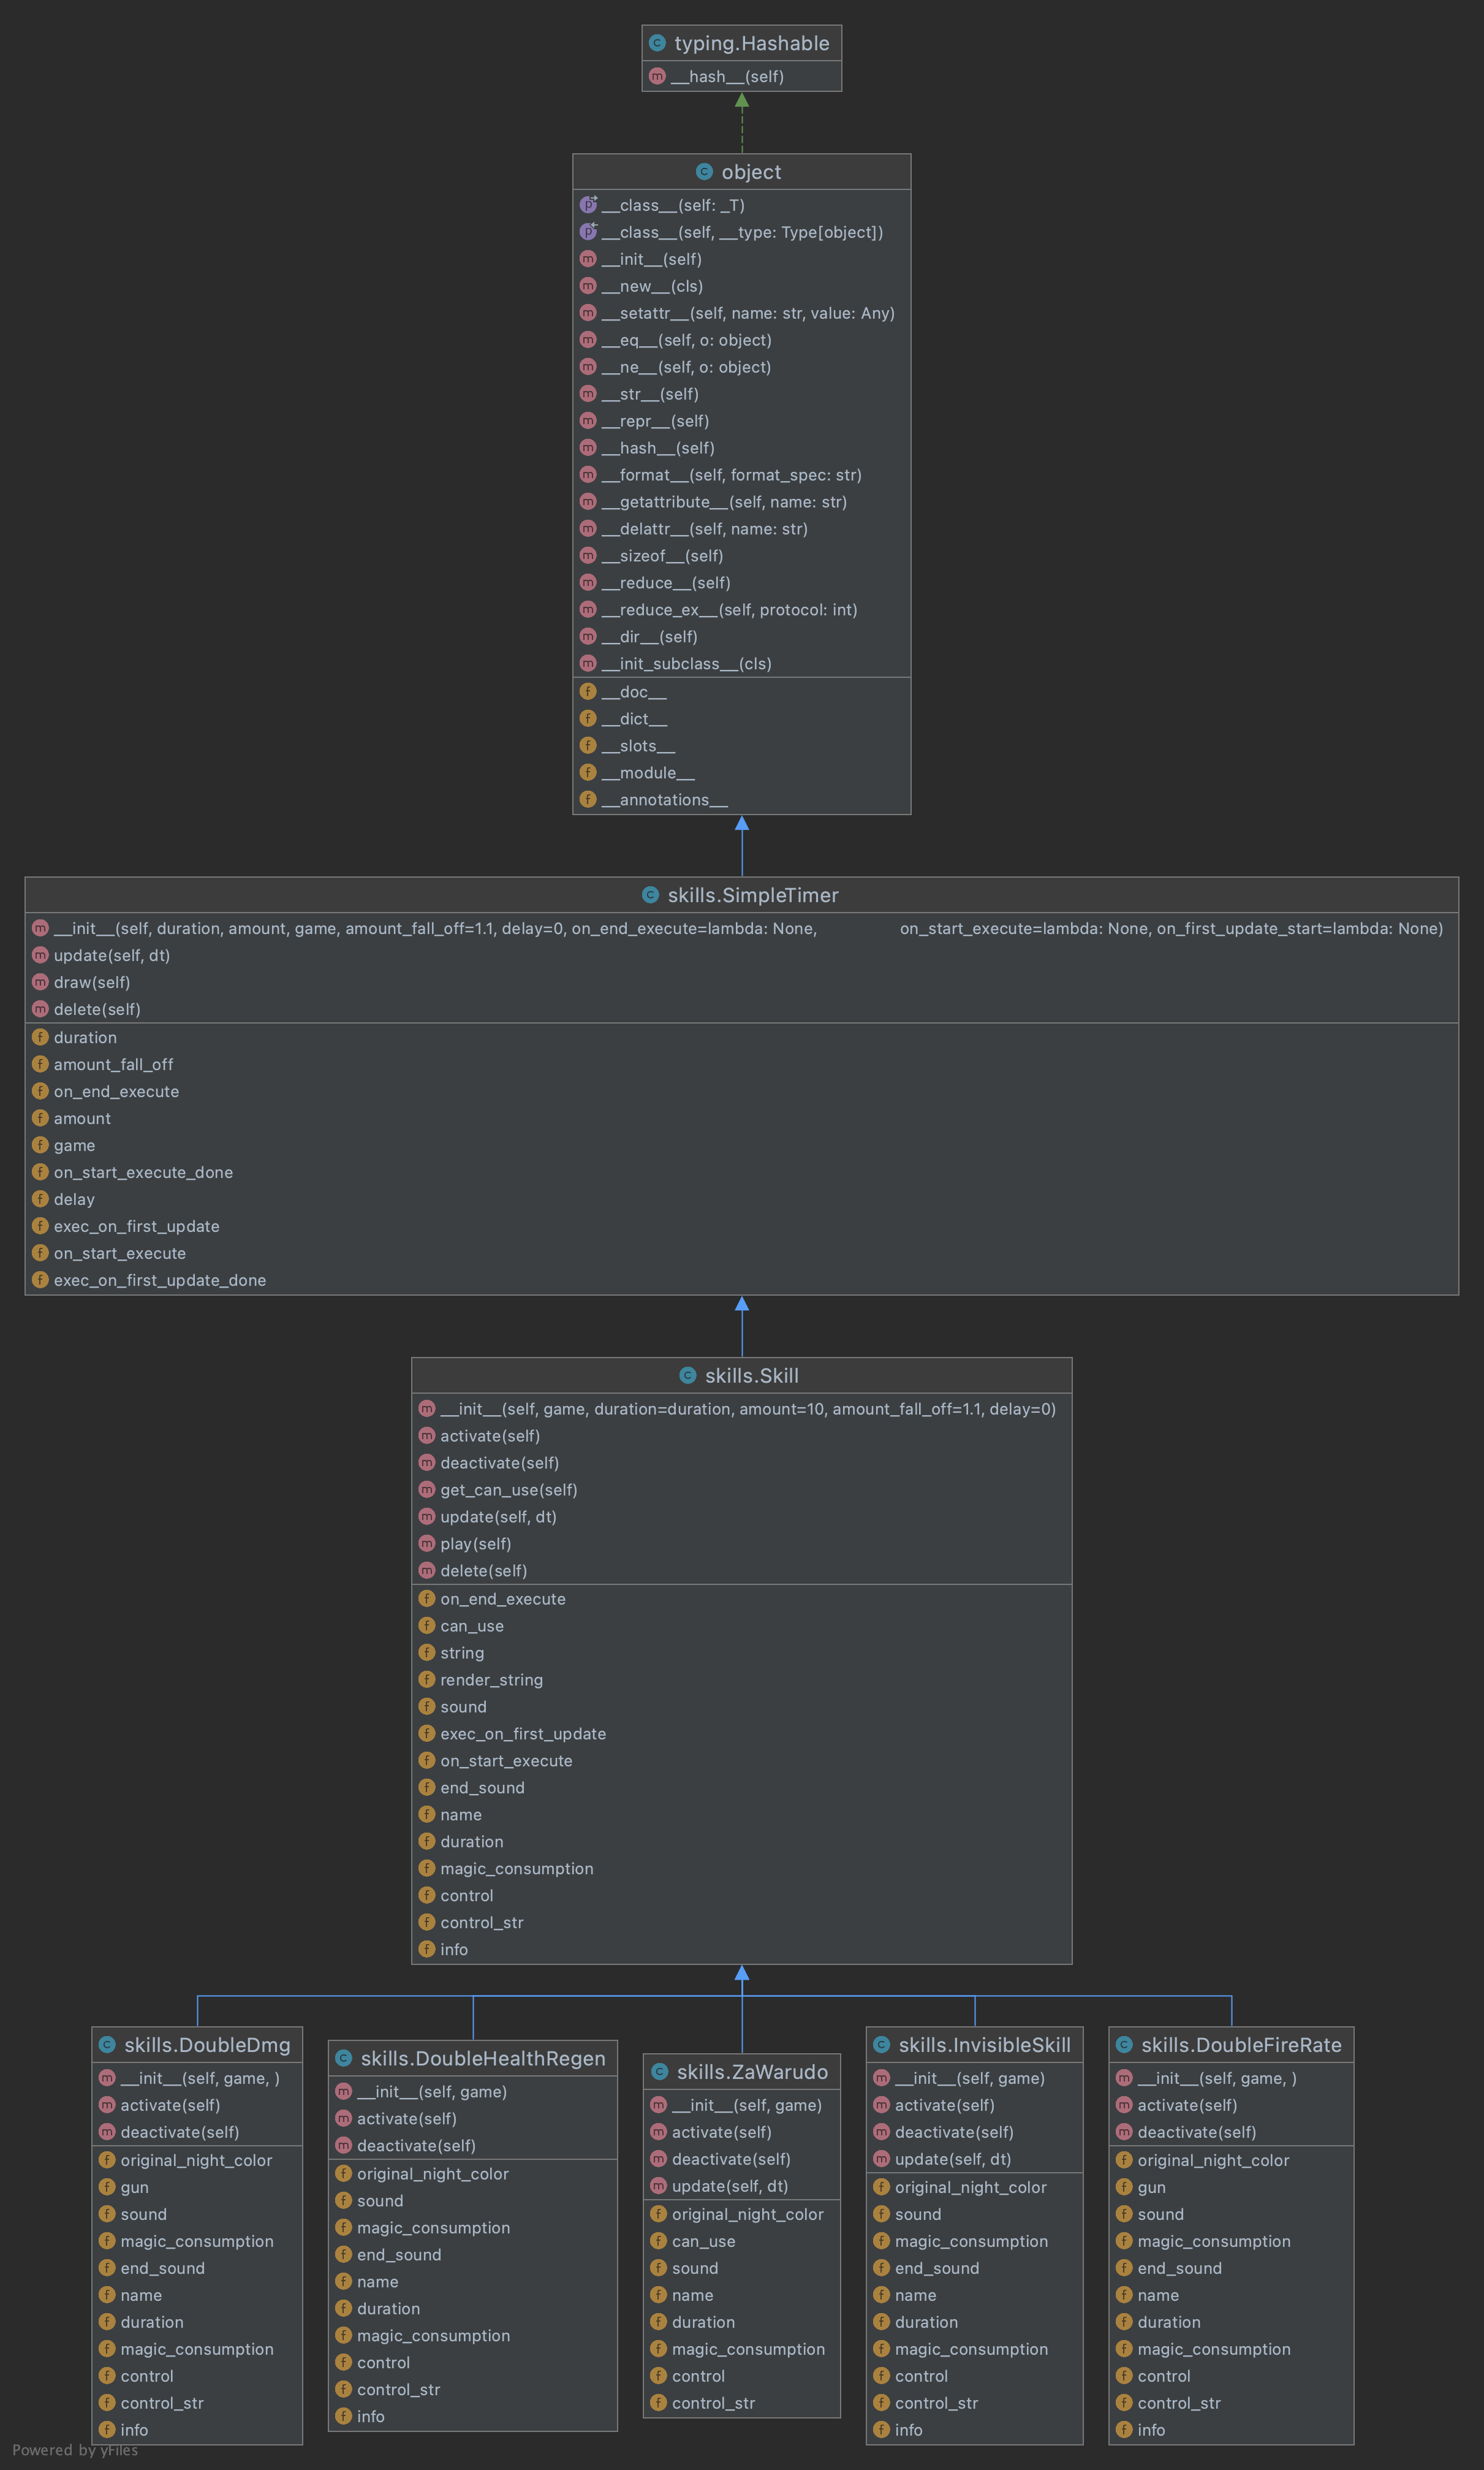 typing.Hashable
__hash__(self)
object
__class__(self: _T)
__class__(self, __type: Type[object])
__init__(self)
__new__(cls)
__setattr__(self, name: str, value: Any)
__eq__(self, o: object)
__ne__(self, o: object)
__str__(self)
__repr__(self)
__hash__(self)
__format__(self, format_spec: str)
__getattribute__(self, name: str)
__delattr__(self, name: str)
__sizeof__(self)
__reduce__(self)
__reduce_ex__(self, protocol: int)
__dir__(self)
__init_subclass__(cls)
__doc__
__dict__
__slots__
__module__
__annotations__
skills.SimpleTimer
__init__(self, duration, amount, game, amount_fall_off=1.1, delay=0, on_end_execute=lambda: None, on_start_execute=lambda: None, on_first_update_start=lambda: None)
update(self, dt)
draw(self)
delete(self)
duration
amount_fall_off
on_end_execute
amount
game
on_start_execute_done
delay
exec_on_first_update
on_start_execute
exec_on_first_update_done
skills.Skill
__init__(self, game, duration=duration, amount=10, amount_fall_off=1.1, delay=0)
activate(self)
deactivate(self)
get_can_use(self)
update(self, dt)
play(self)
delete(self)
on_end_execute
can_use
string
render_string
sound
exec_on_first_update
on_start_execute
end_sound
name
duration
magic_consumption
control
control_str
info
skills.DoubleDmg
__init__(self, game, )
activate(self)
deactivate(self)
original_night_color
gun
sound
magic_consumption
end_sound
name
duration
magic_consumption
control
control_str
info
skills.DoubleHealthRegen
__init__(self, game)
activate(self)
deactivate(self)
original_night_color
sound
magic_consumption
end_sound
name
duration
magic_consumption
control
control_str
info
skills.ZaWarudo
__init__(self, game)
activate(self)
deactivate(self)
update(self, dt)
original_night_color
can_use
sound
name
duration
magic_consumption
control
control_str
skills.InvisibleSkill
__init__(self, game)
activate(self)
deactivate(self)
update(self, dt)
original_night_color
sound
magic_consumption
end_sound
name
duration
magic_consumption
control
control_str
info
skills.DoubleFireRate
__init__(self, game, )
activate(self)
deactivate(self)
original_night_color
gun
sound
magic_consumption
end_sound
name
duration
magic_consumption
control
control_str
info
Powered by yFiles